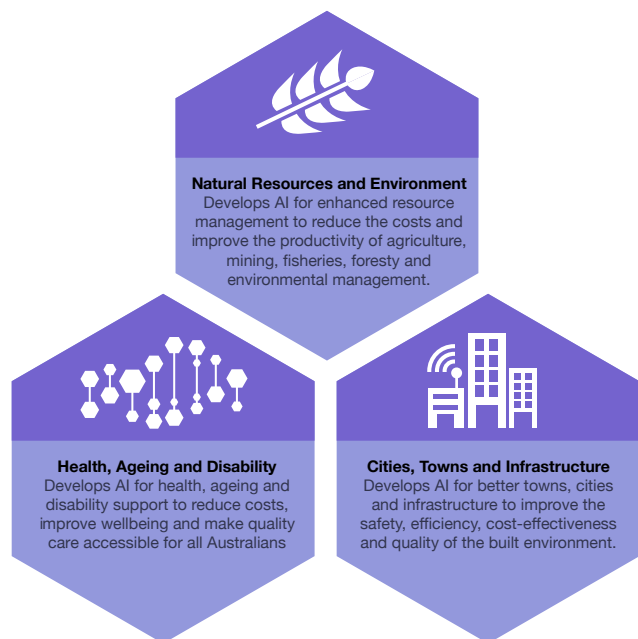 Natural Resources and Environment
Develops AI for enhanced resource
management to reduce the costs and
improve the productivity of agriculture,
mining, fisheries, foresty and
environmental management.
Health, Ageing and Disability
Develops AI for health, ageing and
disability support to reduce costs,
improve wellbeing and make quality
care accessible for all Australians
Cities, Towns and Infrastructure
Develops AI for better towns, cities
and infrastructure to improve the
safety, efficiency, cost-effectiveness
and quality of the built environment.